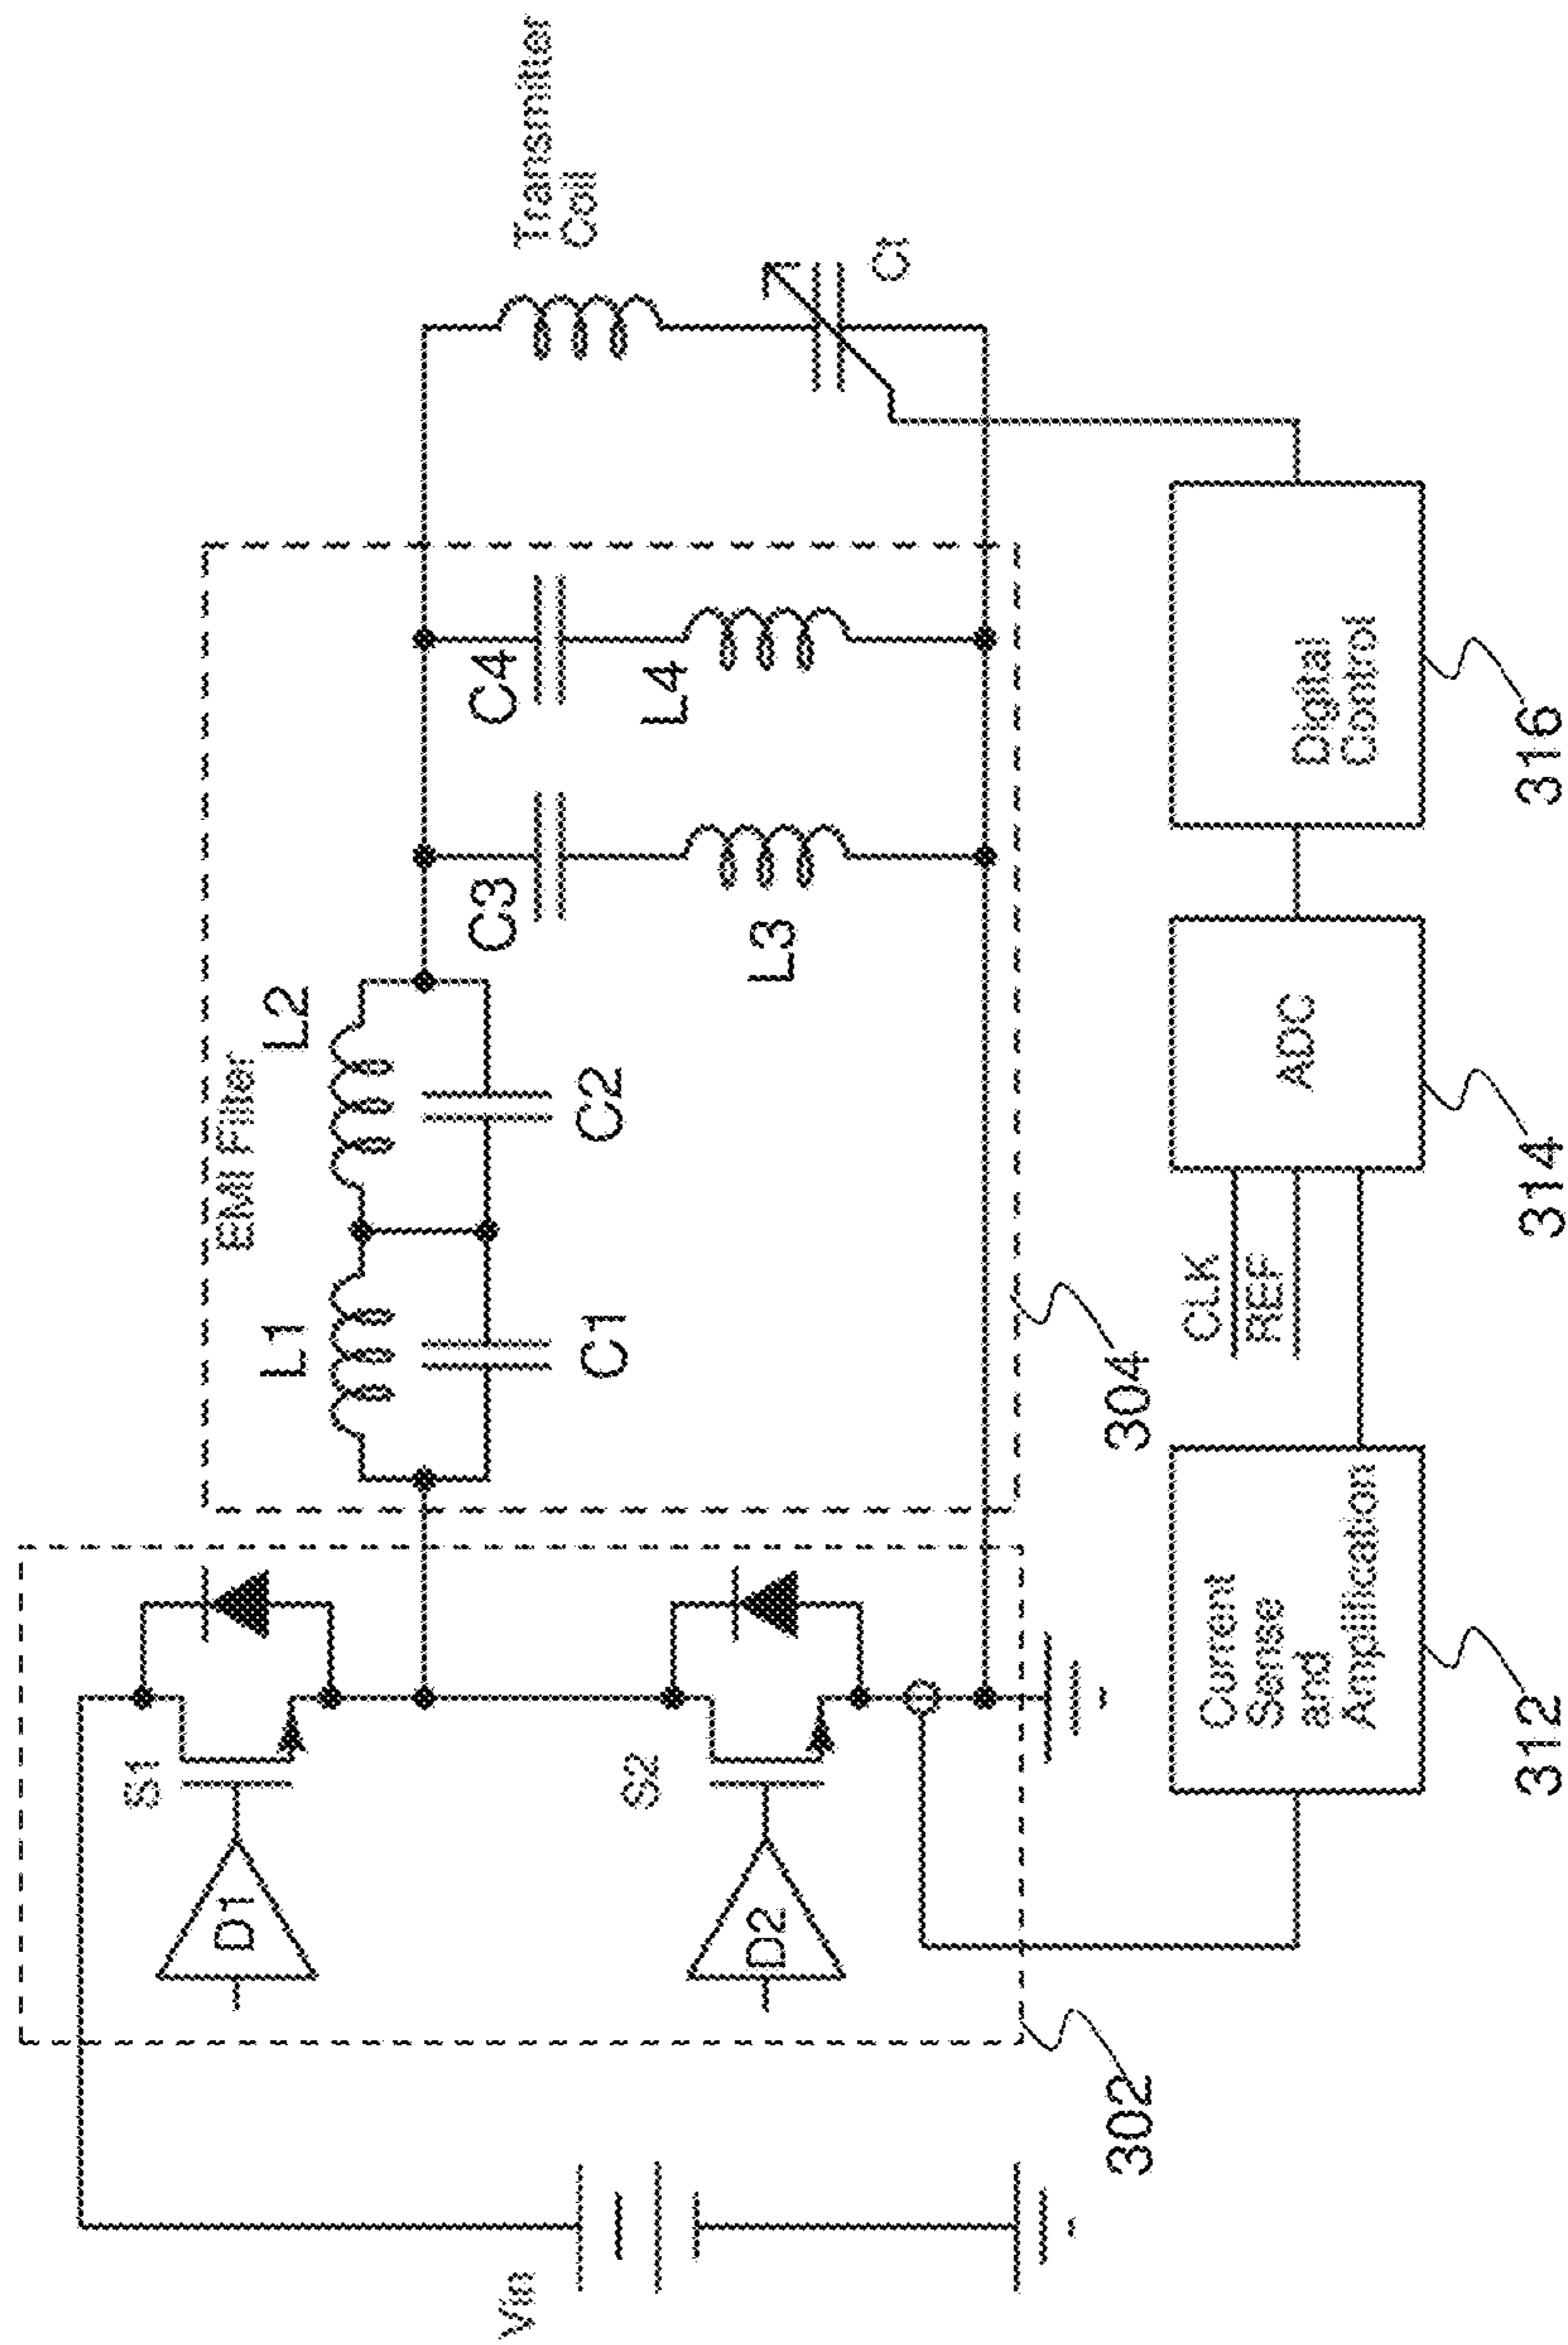 Vin
302
D1
S1
D2
S2
EMI Filter
L1
L2
C1
C2
C3
L3
C4
L4
304
Transmitter
Coil
Ct
Current
Sense
and
Amplification
312
CLK
REF
ADC
314
Digital
Control
316